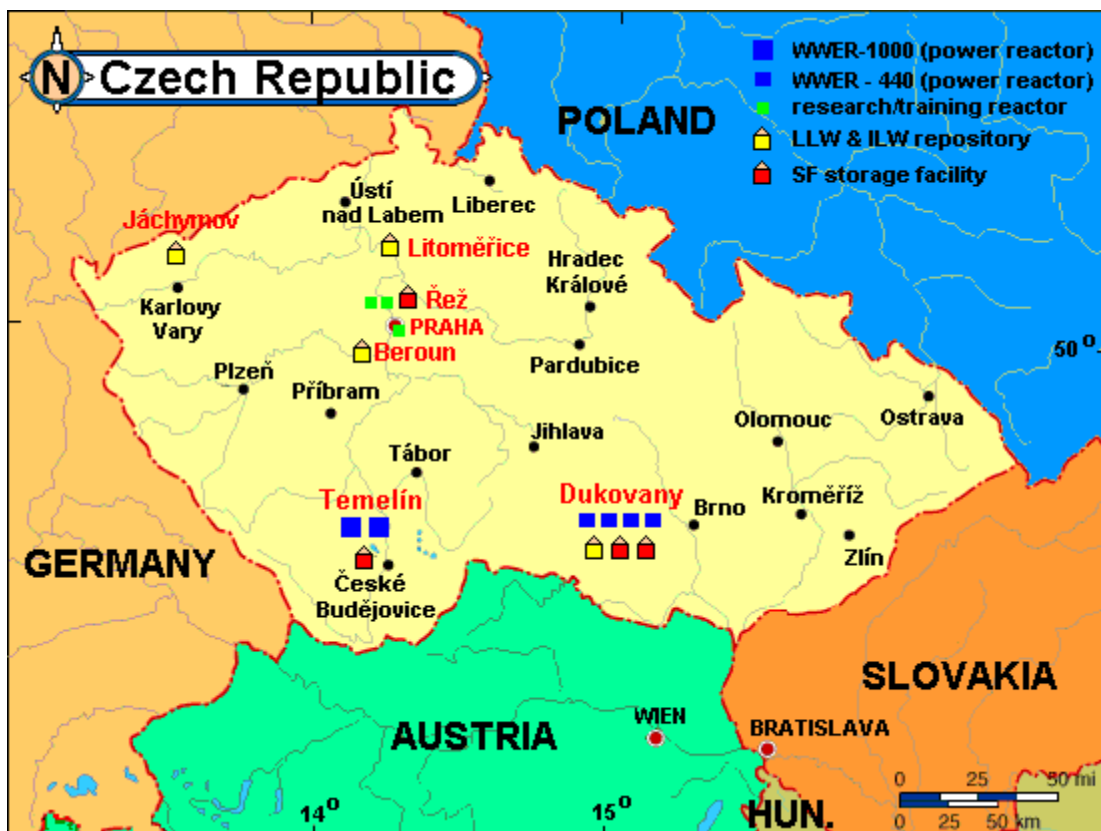 N Czech Republic
WWER-1000 (power reactor)
WWER - 440 (power reactor)
research/training reactor
LLW & ILW repository
SF storage facility
POLAND
Ústí
nad Labem
Liberec
Jáchymov
Litoměřice
Hradec
Králové
Karlovy
Vary
Řež
PRAHA
Beroun
Pardubice
50 o
Plzeň
Příbram
Jihlava
Olomouc
Ostrava
Tábor
Temelín
Dukovany
Brno
Kroměříž
Zlín
GERMANY
České
Budějovice
SLOVAKIA
AUSTRIA
WIEN
BRATISLAVA
0 25 50 mi
0 25 50 km
14 o
15 o
HUN.